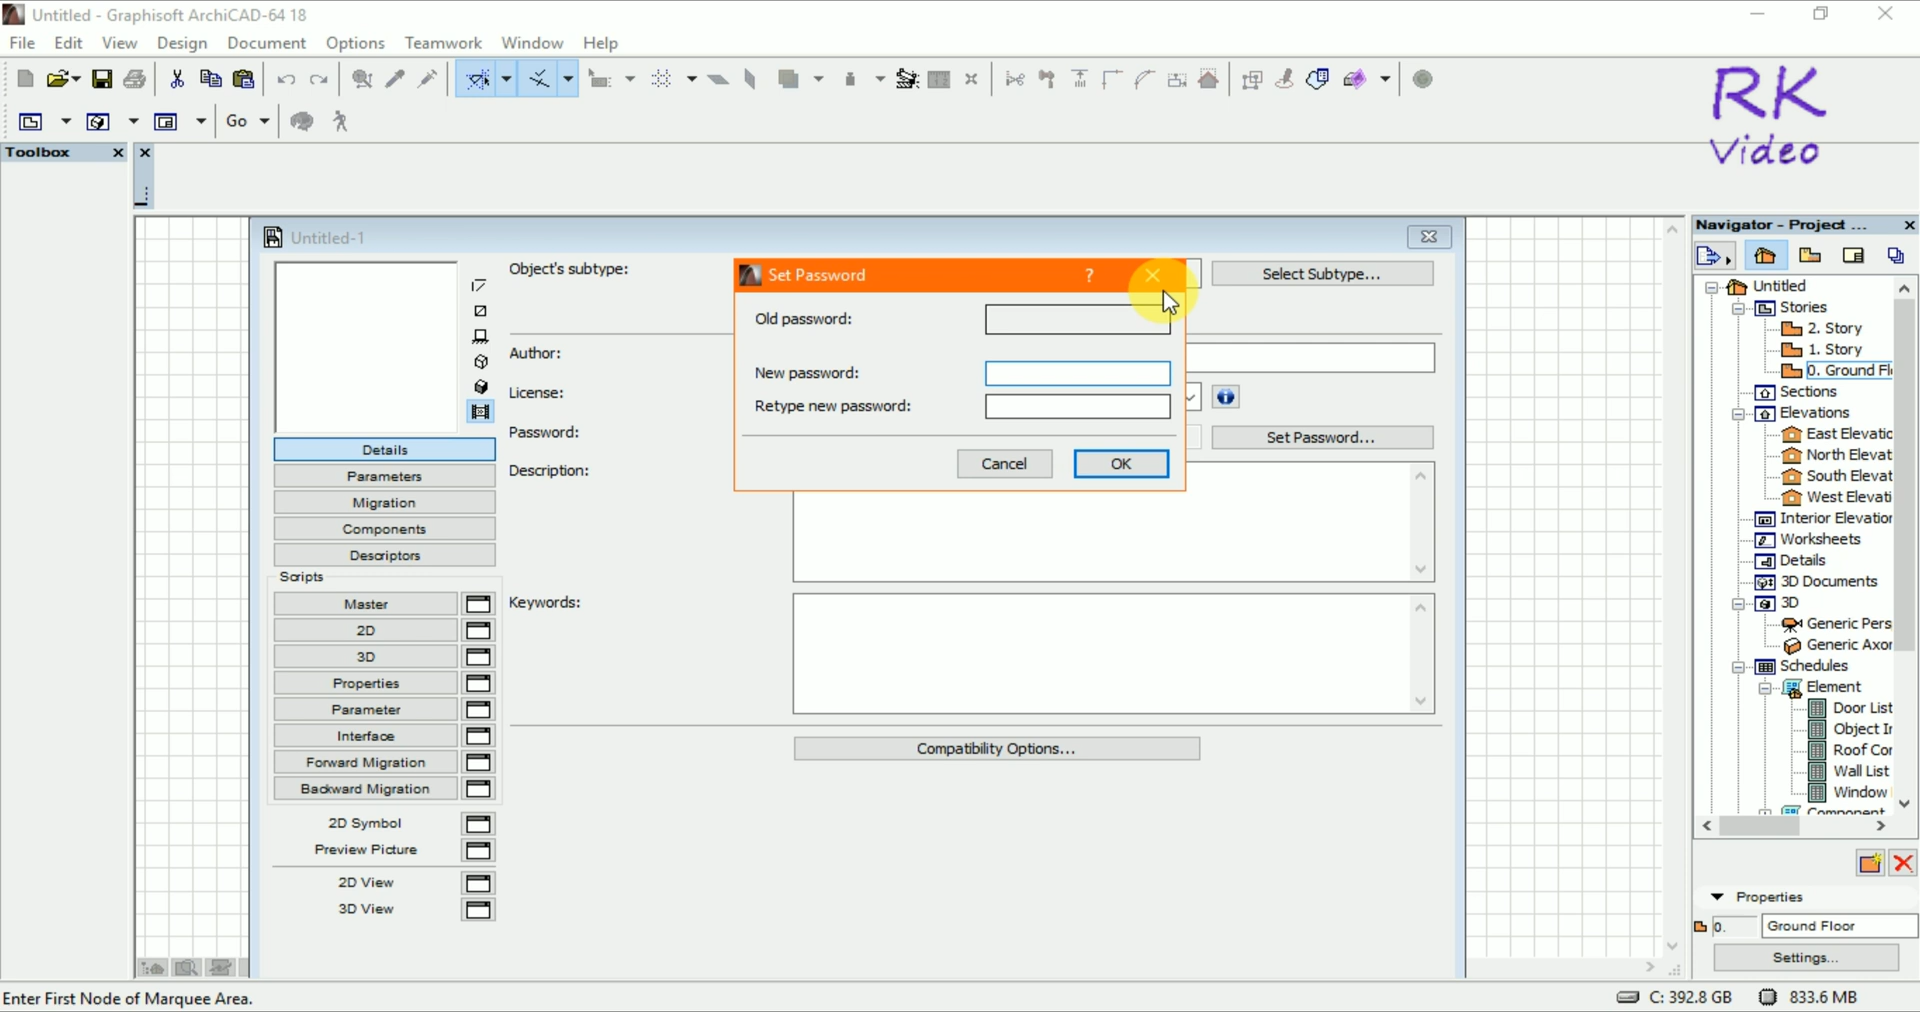 Untitled - Graphisoft ArchiCAD-64 18
File Edit View Design Document Options Teamwork Window Help
RK
Video
Go
Toolbox
Navigator - Project ...
Untitled-1
Object's subtype:
Select Subtype...
Set Password
?
Old password:
New password:
Retype new password:
Cancel
OK
Author:
License:
Password:
Set Password...
Description:
Keywords:
Compatibility Options...
Details
Parameters
Migration
Components
Descriptors
Scripts
Master
2D
3D
Properties
Parameter
Interface
Forward Migration
Backward Migration
2D Symbol
Preview Picture
2D View
3D View
Untitled
Stories
2. Story
1. Story
0. Ground Fl
Sections
Elevations
East Elevatic
North Elevat
South Elevat
West Elevati
Interior Elevation
Worksheets
Details
3D Documents
3D
Generic Pers
Generic Axor
Schedules
Element
Door List
Object Ir
Roof Cor
Wall List
Window
Component
Properties
0. Ground Floor
Settings...
Enter First Node of Marquee Area.
C: 392.8 GB 833.6 MB